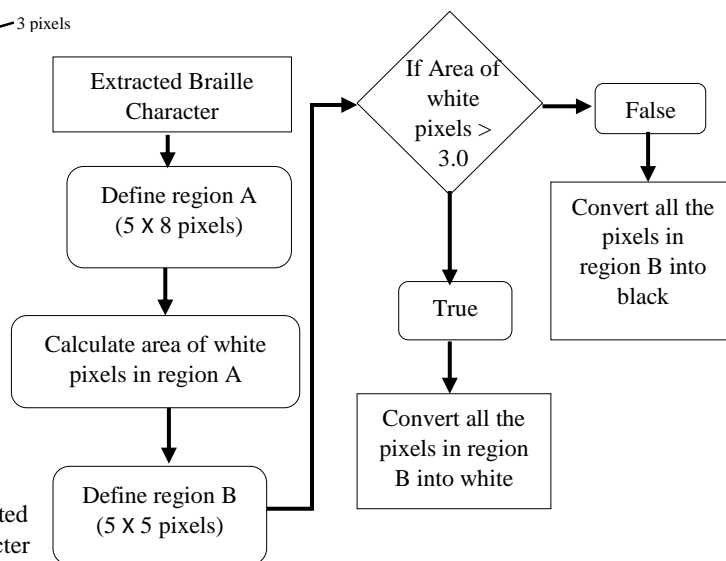 3 pixels
Extracted Braille
Character
Define region A
(5 X 8 pixels)
Calculate area of white
pixels in region A
Define region B
(5 X 5 pixels)
If Area of
white
pixels >
3.0
True
Convert all the
pixels in region
B into white
False
Convert all the
pixels in
region B into
black
ted
cter